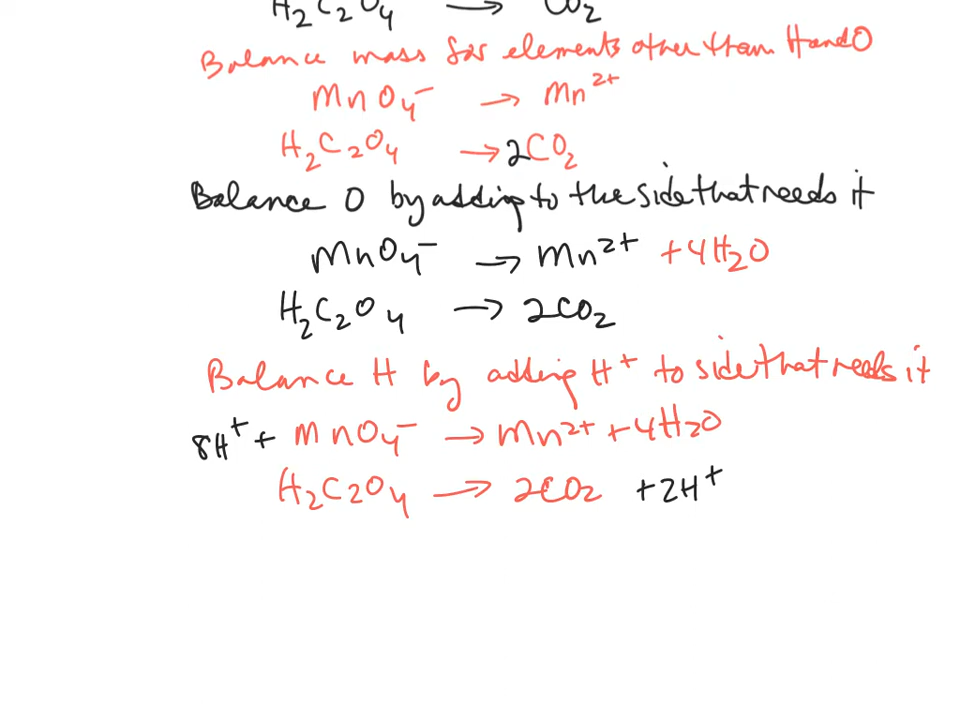 H₂C₂O₄ → CO₂
Balance mass for elements other than H and O
MnO₄⁻ → Mn²⁺
H₂C₂O₄ → 2CO₂
Balance O by adding to the side that needs it
MnO₄⁻ → Mn²⁺ + 4H₂O
H₂C₂O₄ → 2CO₂
Balance H by adding H⁺ to side that needs it
8H⁺ + MnO₄⁻ → Mn²⁺ + 4H₂O
H₂C₂O₄ → 2CO₂ + 2H⁺